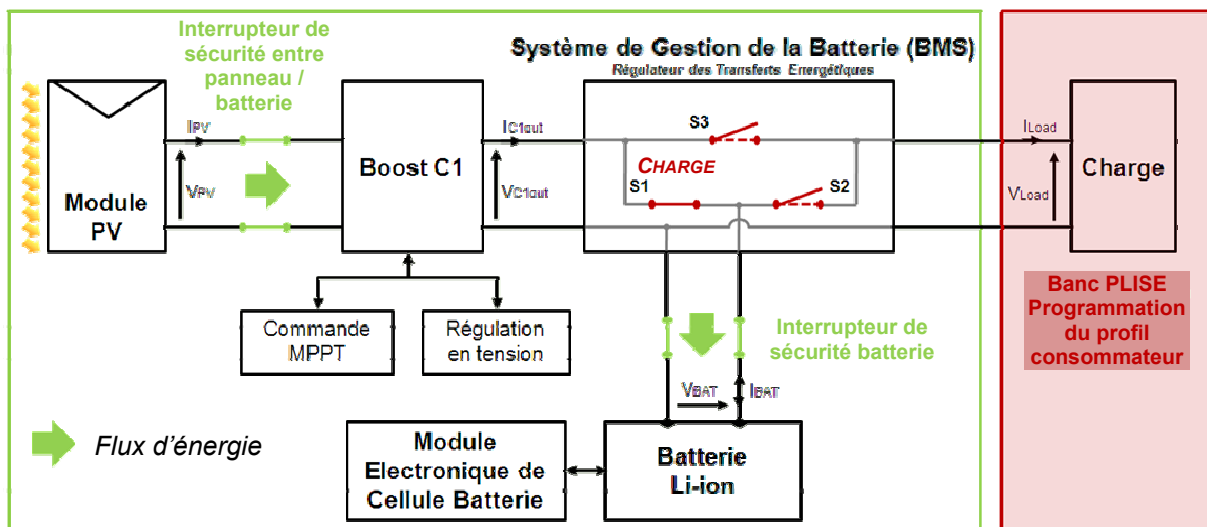 Interrupteur de
sécurité entre
panneau /
batterie
Système de Gestion de la Batterie (BMS)
Régulateur des Transferts Energétiques
IPV
VPV
Module
PV
Boost C1
IC1out
VC1out
S3
CHARGE
S1
S2
ILoad
VLoad
Charge
Commande
MPPT
Régulation
en tension
Interrupteur de
sécurité batterie
Banc PLISE
Programmation
du profil
consommateur
VBAT
IBAT
Flux d'énergie
Module
Electronique de
Cellule Batterie
Batterie
Li-ion